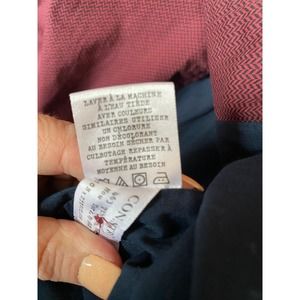 LAVER À LA MACHINE
À L'EAU TIÈDE
AVER COULEURS
SIMILAIRES UTILISER
UN CHLORURE
NON DÉCOLORANT
AU BESOIN SÉCHER PAR
CULBUTAGE REPASSER À
TEMPÉRATURE
MOYENNE AU BESOIN